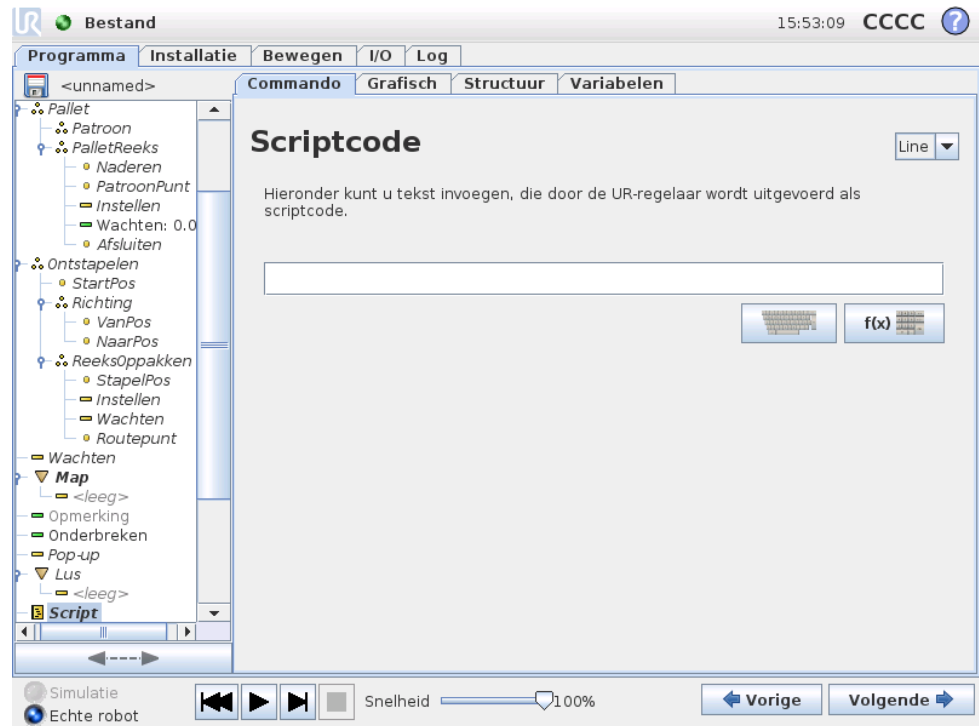 UR Bestand 15:53:09 CCCC ?
Programma Installatie Bewegen I/O Log
<unnamed>
Commando Grafisch Structuur Variabelen
Pallet
Patroon
PalletReeks
Naderen
PatroonPunt
Instellen
Wachten: 0.0
Afsluiten
Ontstapelen
StartPos
Richting
VanPos
NaarPos
ReeksOppakken
StapelPos
Instellen
Wachten
Routepunt
Wachten
Map
<leeg>
Opmerking
Onderbreken
Pop-up
Lus
<leeg>
Script
Scriptcode
Line
Hieronder kunt u tekst invoegen, die door de UR-regelaar wordt uitgevoerd als
scriptcode.
f(x)
Simulatie
Echte robot
Snelheid 100%
Vorige Volgende